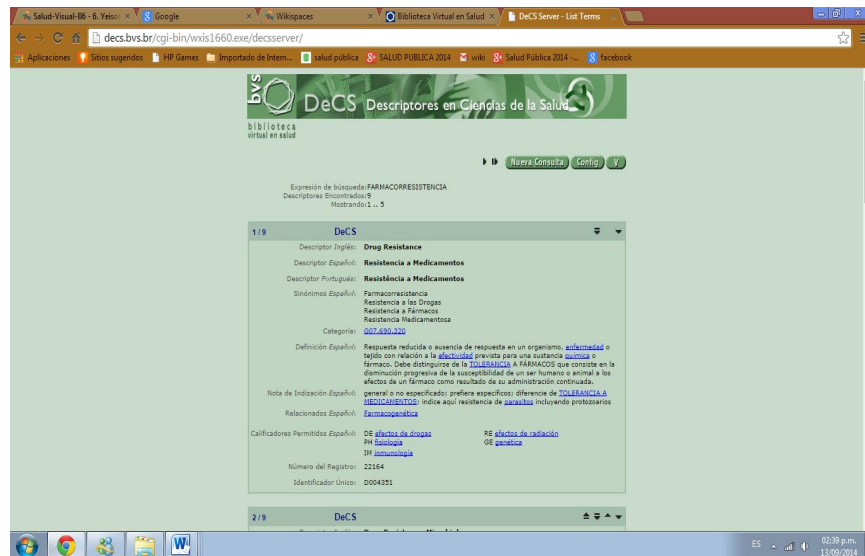 Salud-Visual-B6 - 6. Yeiso
Google
Wikispaces
Biblioteca Virtual en Salud
DeCS Server - List Terms
decs.bvs.br/cgi-bin/wxis1660.exe/decsserver/
Aplicaciones
Sitios sugeridos
HP Games
Importado de Intern...
salud pública
SALUD PUBLICA 2014
wiki
Salud Pública 2014 -...
facebook
bvs
DeCS Descriptores en Ciencias de la Salud
biblioteca
virtual en salud
Nueva Consulta Config V
Expresión de búsqueda: FARMACORRESISTENCIA
Descriptores Encontrados: 9
Mostrando: 1 .. 5
1 / 9 DeCS
Descriptor Inglés: Drug Resistance
Descriptor Español: Resistencia a Medicamentos
Descriptor Portugués: Resistência a Medicamentos
Sinónimos Español: Farmacorresistencia
Resistencia a las Drogas
Resistencia a Fármacos
Resistencia Medicamentosa
Categoría: G07.690.320
Definición Español: Respuesta reducida o ausencia de respuesta en un organismo, enfermedad o
tejido con relación a la efectividad prevista para una sustancia química o
fármaco. Debe distinguirse de la TOLERANCIA A FÁRMACOS que consiste en la
disminución progresiva de la susceptibilidad de un ser humano o animal a los
efectos de un fármaco como resultado de su administración continuada.
Nota de Indización Español: general o no especificado; prefiera específicos; diferencie de TOLERANCIA A
MEDICAMENTOS; indice aquí resistencia de parasitos incluyendo protozoarios
Relacionados Español: Farmacogenética
Calificadores Permitidos Español: DE efectos de drogas RE efectos de radiación
PH fisiología GE genética
IM inmunología
Número del Registro: 22164
Identificador Único: D004351
2 / 9 DeCS
ES 02:39 p.m.
13/09/2014